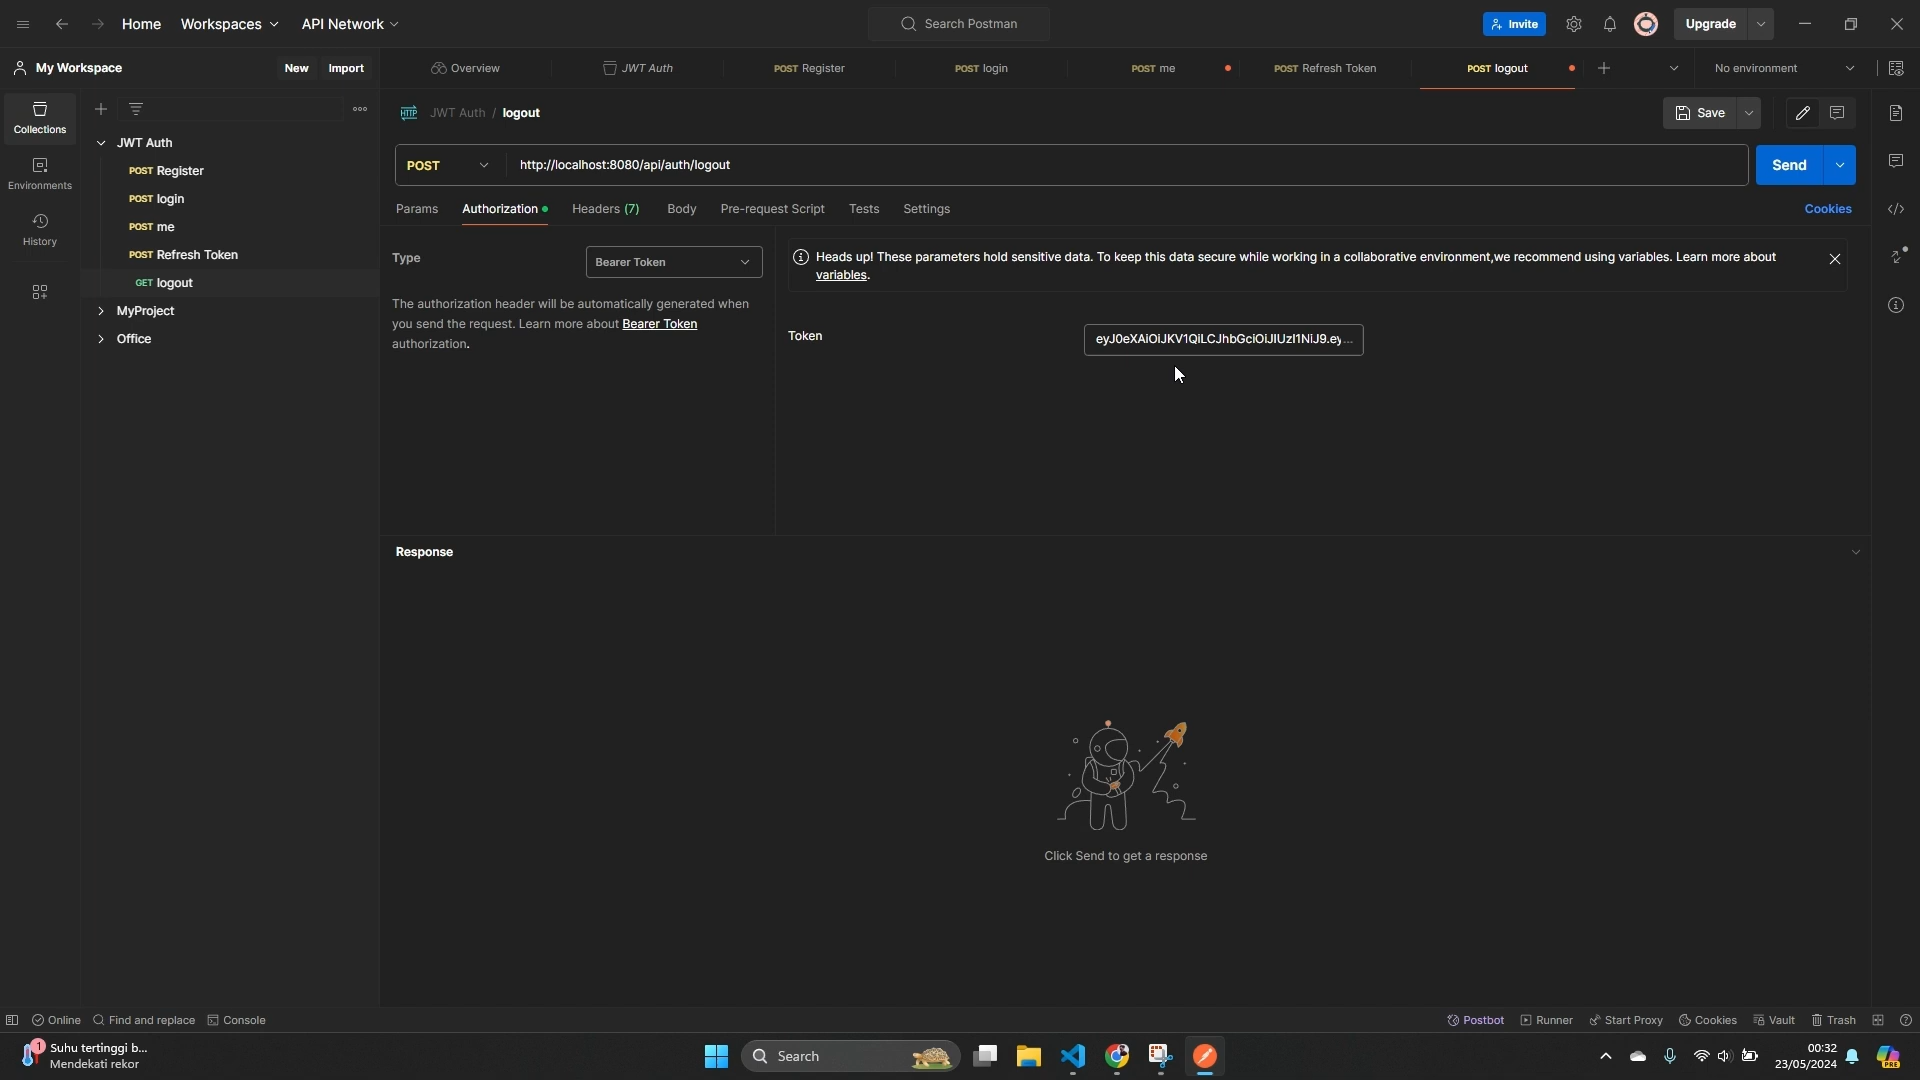 Home Workspaces API Network Search Postman Invite Upgrade
My Workspace New Import Overview JWT Auth POST Register POST login POST me POST Refresh Token POST logout No environment
Collections
JWT Auth / logout Save
JWT Auth
POST Register
POST login
POST me
POST Refresh Token
GET logout
MyProject
Office
Environments
History
POST http://localhost:8080/api/auth/logout Send
Params Authorization Headers (7) Body Pre-request Script Tests Settings Cookies
Type Bearer Token
The authorization header will be automatically generated when
you send the request. Learn more about Bearer Token
authorization.
Heads up! These parameters hold sensitive data. To keep this data secure while working in a collaborative environment,we recommend using variables. Learn more about
variables.
Token eyJ0eXAiOiJKV1QiLCJhbGciOiJIUzI1NiJ9.ey...
Response
Click Send to get a response
Online Find and replace Console Postbot Runner Start Proxy Cookies Vault Trash
1
Suhu tertinggi b...
Mendekati rekor
Search
00:32
23/05/2024
PRE